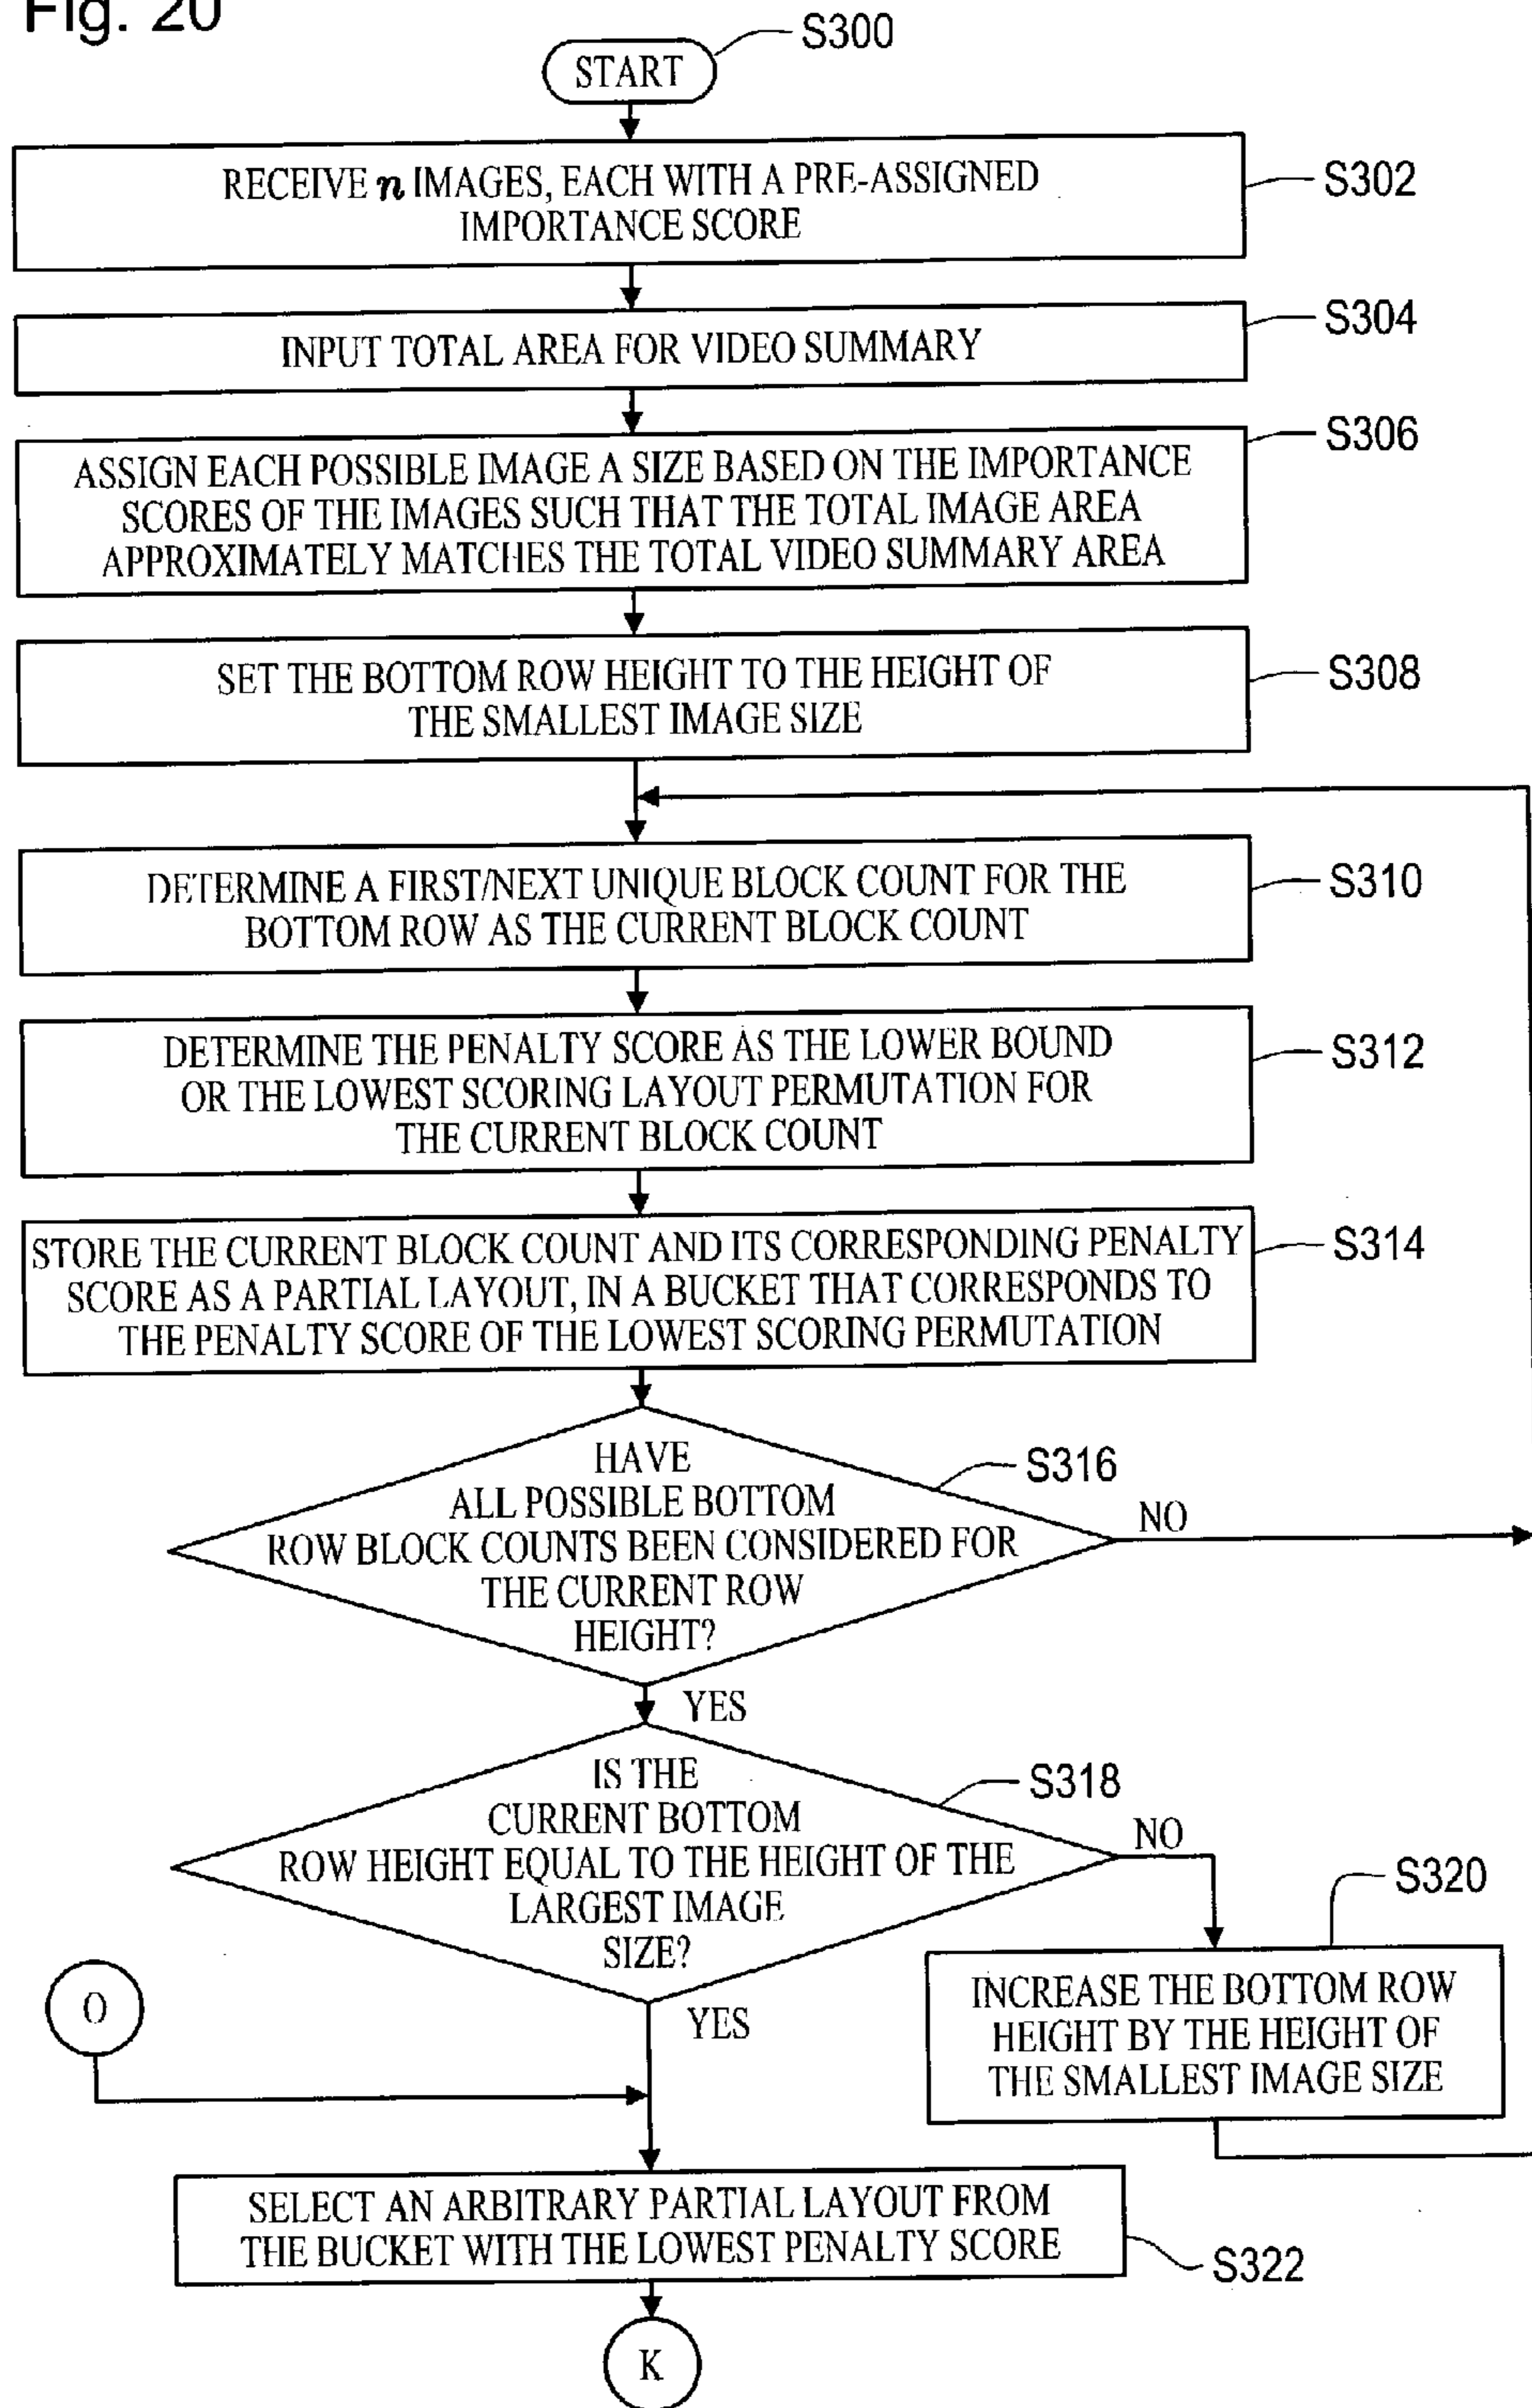 Fig. 20
START
S300
RECEIVE n IMAGES, EACH WITH A PRE-ASSIGNED
IMPORTANCE SCORE
S302
INPUT TOTAL AREA FOR VIDEO SUMMARY
S304
ASSIGN EACH POSSIBLE IMAGE A SIZE BASED ON THE IMPORTANCE
SCORES OF THE IMAGES SUCH THAT THE TOTAL IMAGE AREA
APPROXIMATELY MATCHES THE TOTAL VIDEO SUMMARY AREA
S306
SET THE BOTTOM ROW HEIGHT TO THE HEIGHT OF
THE SMALLEST IMAGE SIZE
S308
DETERMINE A FIRST/NEXT UNIQUE BLOCK COUNT FOR THE
BOTTOM ROW AS THE CURRENT BLOCK COUNT
S310
DETERMINE THE PENALTY SCORE AS THE LOWER BOUND
OR THE LOWEST SCORING LAYOUT PERMUTATION FOR
THE CURRENT BLOCK COUNT
S312
STORE THE CURRENT BLOCK COUNT AND ITS CORRESPONDING PENALTY
SCORE AS A PARTIAL LAYOUT, IN A BUCKET THAT CORRESPONDS TO
THE PENALTY SCORE OF THE LOWEST SCORING PERMUTATION
S314
HAVE
ALL POSSIBLE BOTTOM
ROW BLOCK COUNTS BEEN CONSIDERED FOR
THE CURRENT ROW
HEIGHT?
S316
NO
YES
IS THE
CURRENT BOTTOM
ROW HEIGHT EQUAL TO THE HEIGHT OF THE
LARGEST IMAGE
SIZE?
S318
NO
YES
INCREASE THE BOTTOM ROW
HEIGHT BY THE HEIGHT OF
THE SMALLEST IMAGE SIZE
S320
O
SELECT AN ARBITRARY PARTIAL LAYOUT FROM
THE BUCKET WITH THE LOWEST PENALTY SCORE
S322
K